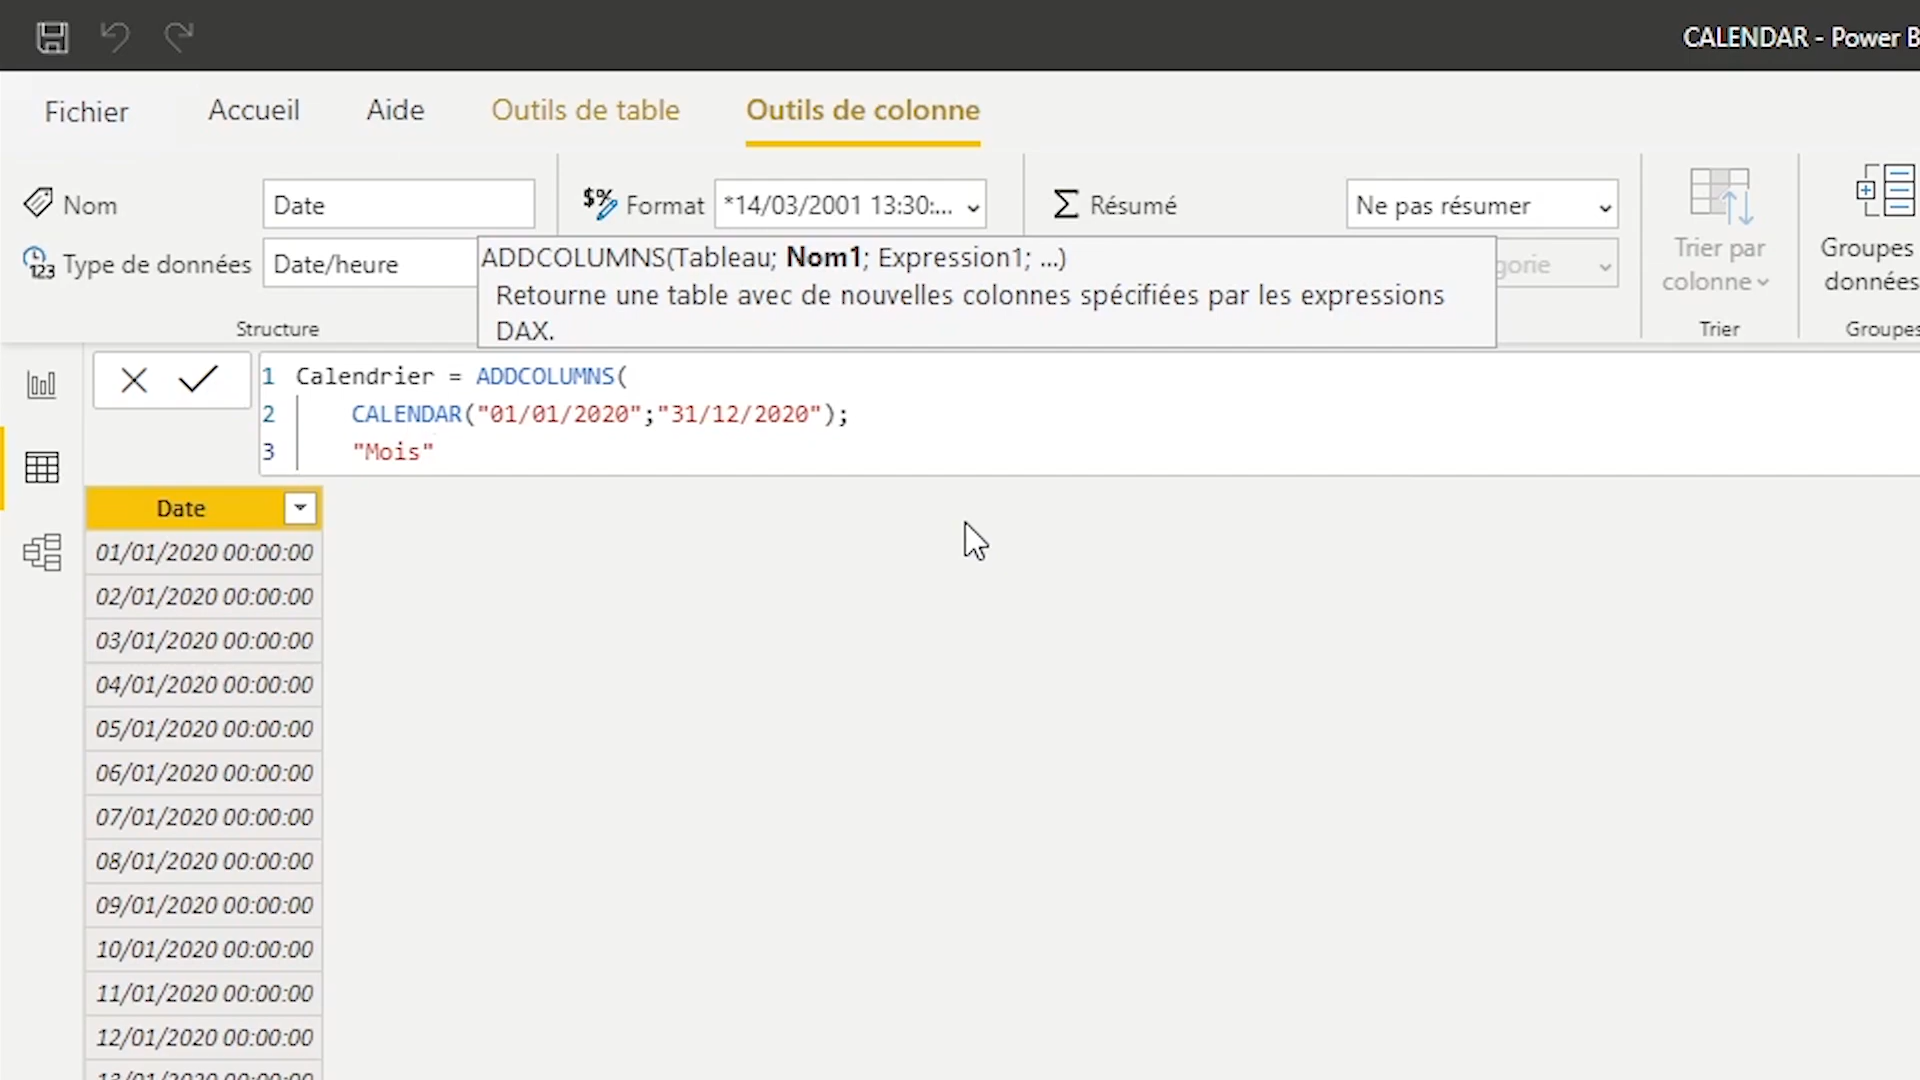 CALENDAR - Power B
Fichier Accueil Aide Outils de table Outils de colonne
Nom Date $% Format *14/03/2001 13:30:... Résumé Ne pas résumer
Type de données Date/heure
ADDCOLUMNS(Tableau; Nom1; Expression1; ...)
Retourne une table avec de nouvelles colonnes spécifiées par les expressions
DAX.
gorie
Trier par
colonne
Groupes
données
Structure Trier Groupes
1 Calendrier = ADDCOLUMNS(
2 CALENDAR("01/01/2020";"31/12/2020");
3 "Mois"
Date
01/01/2020 00:00:00
02/01/2020 00:00:00
03/01/2020 00:00:00
04/01/2020 00:00:00
05/01/2020 00:00:00
06/01/2020 00:00:00
07/01/2020 00:00:00
08/01/2020 00:00:00
09/01/2020 00:00:00
10/01/2020 00:00:00
11/01/2020 00:00:00
12/01/2020 00:00:00